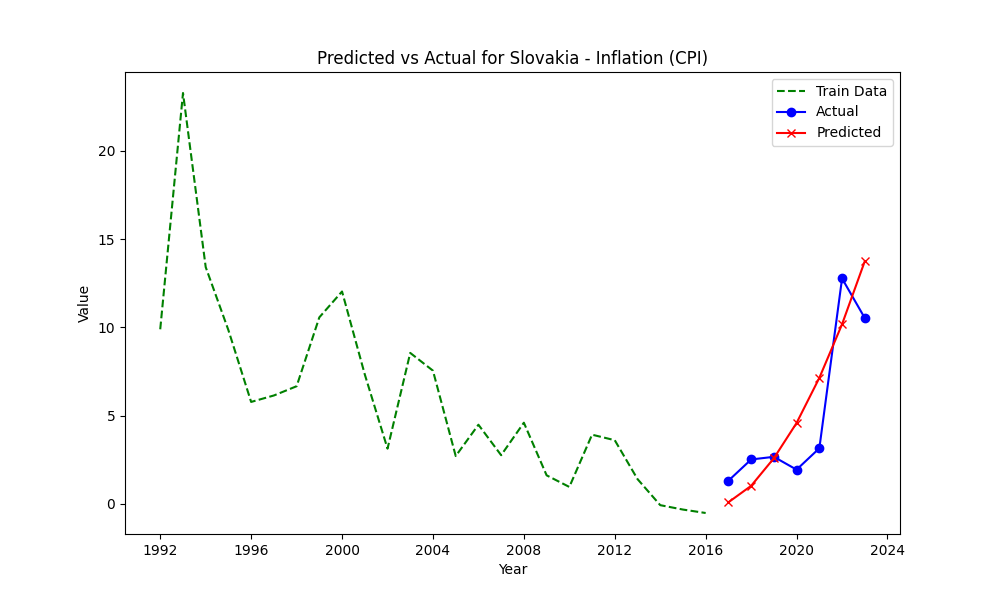 Predicted vs Actual for Slovakia - Inflation (CPI)
Train Data
Actual
Predicted
Value
20
15
10
5
0
1992 1996 2000 2004 2008 2012 2016 2020 2024
Year